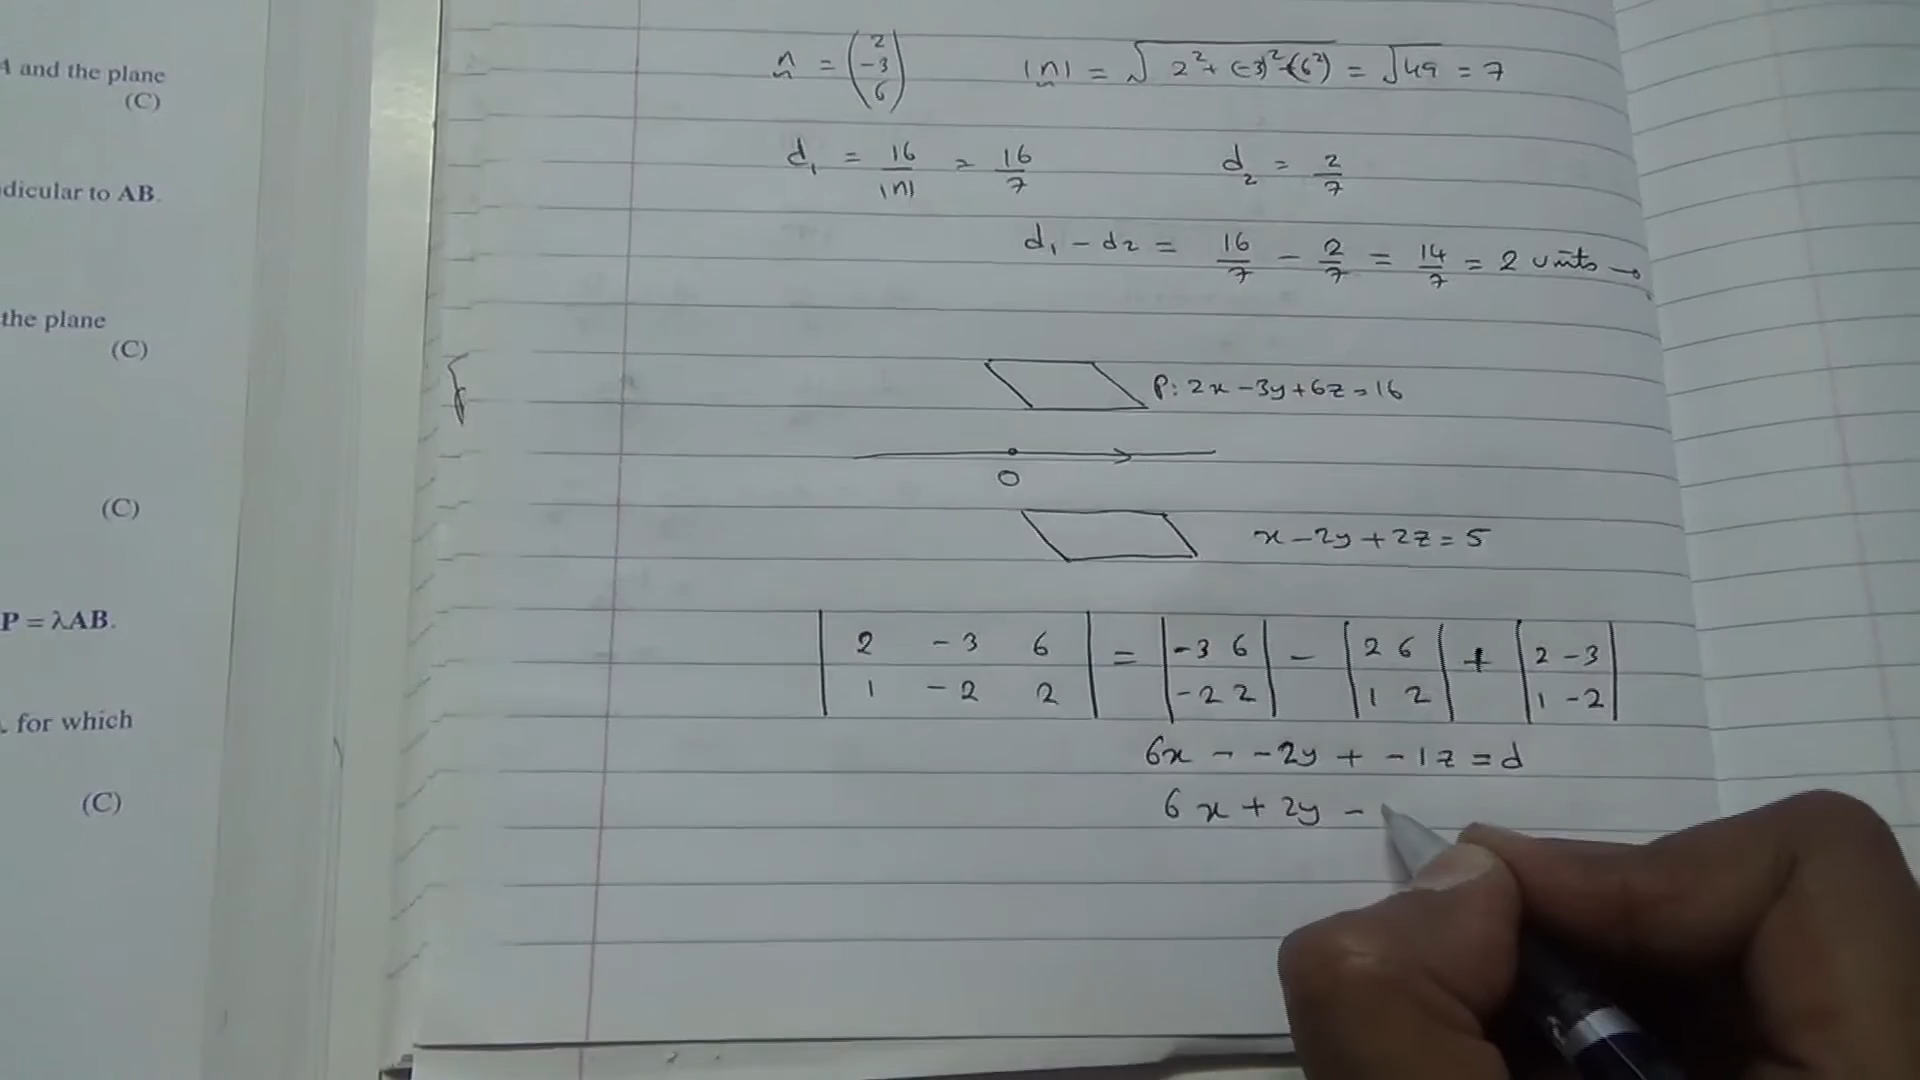 A and the plane
(C)
dicular to AB.
the plane
(C)
(C)
P = λAB.
for which
(C)
n = (2 -3 6) |n| = √2² + (-3)² + (6²) = √49 = 7
d₁ = 16/|n| = 16/7 d₂ = 2/7
d₁ - d₂ = 16/7 - 2/7 = 14/7 = 2 units
P: 2x - 3y + 6z = 16
O
x - 2y + 2z = 5
|2 -3 6| = |-3 6| - |2 6| + |2 -3|
|1 -2 2| |-2 2| |1 2| |1 -2|
6x - -2y + -1z = d
6x + 2y -